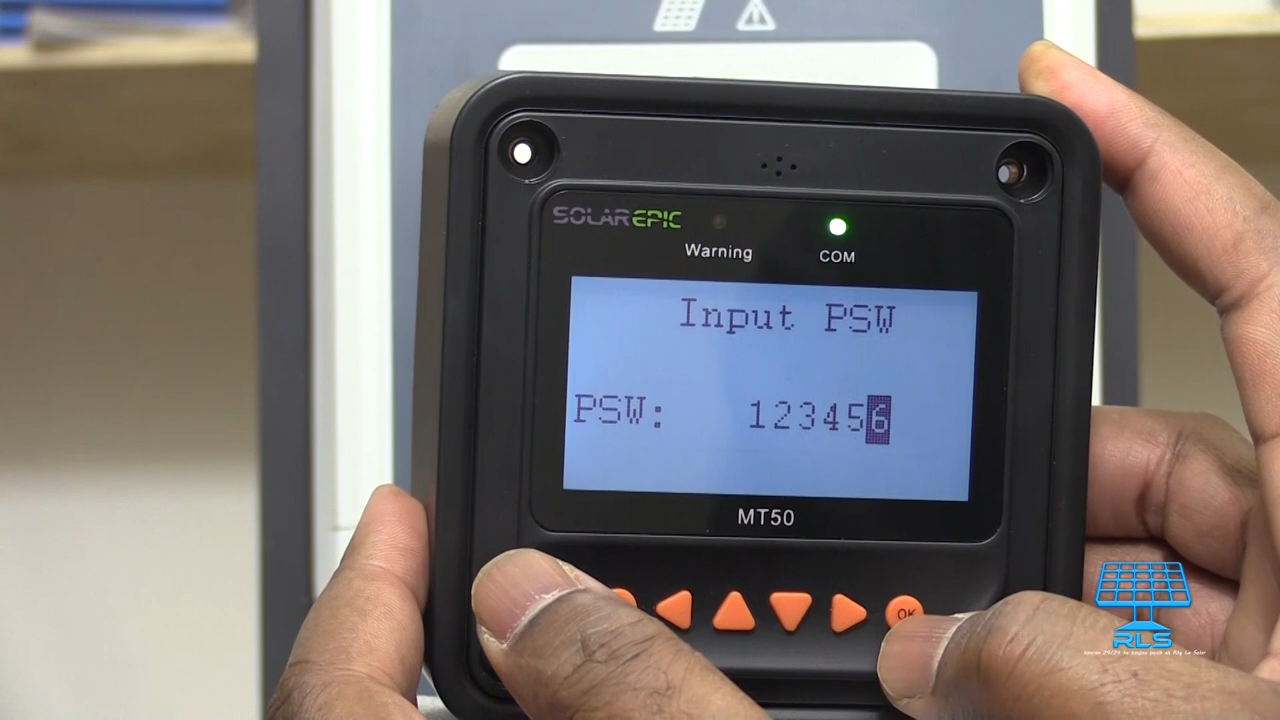 SOLAREPIC
Warning
COM
Input PSW
PSW: 123456
MT50
OK
RLS